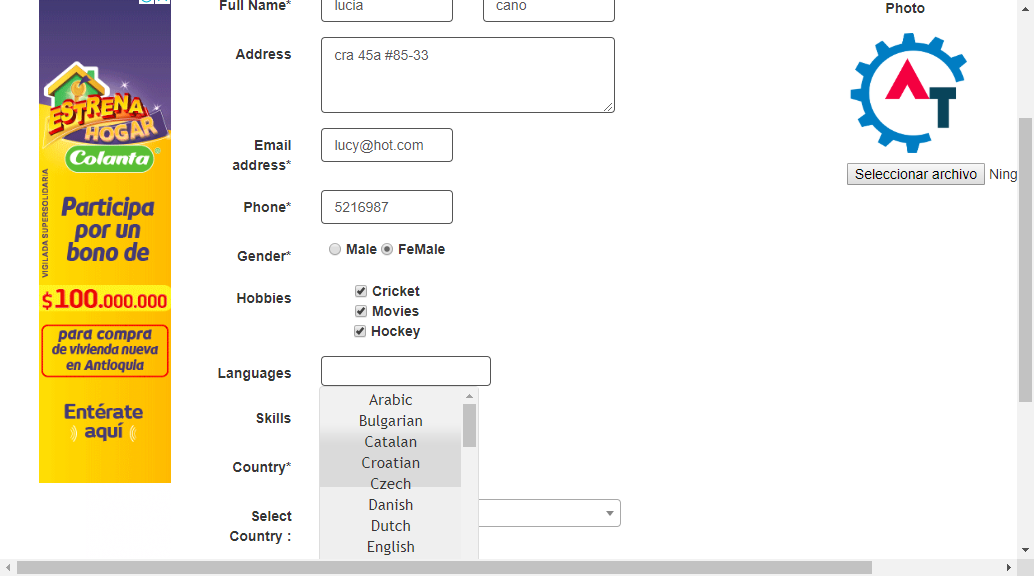 Full Name*
lucia
cano
Photo
Address
cra 45a #85-33
ESTRENA
HOGAR
Colanta
VIGILADA SUPERSOLIDARIA
Participa
por un
bono de
$100.000.000
para compra
de vivienda nueva
en Antioquia
Entérate
aquí
AT
Email
address*
lucy@hot.com
Seleccionar archivo
Ning
Phone*
5216987
Gender*
Male
FeMale
Hobbies
Cricket
Movies
Hockey
Languages
Arabic
Bulgarian
Catalan
Croatian
Czech
Danish
Dutch
English
Skills
Country*
Select
Country :